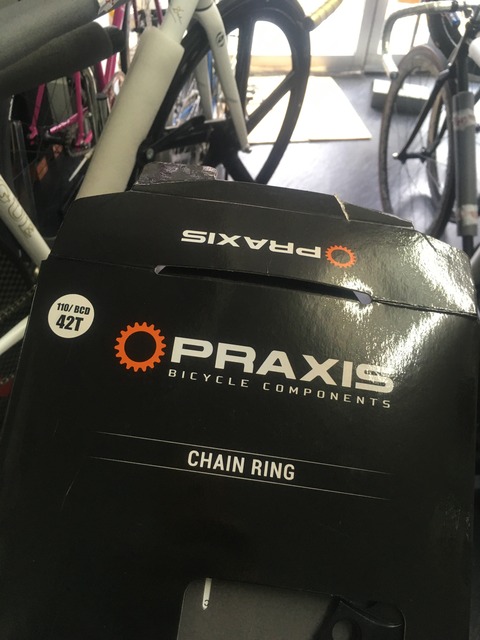 PRAXIS
110/ BCD
42T
PRAXIS
BICYCLE COMPONENTS
CHAIN RING